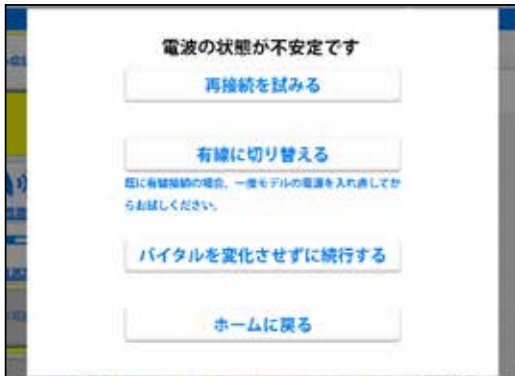 電波の状態が不安定です
再接続を試みる
有線に切り替える
既に有線接続の場合、一度モデルの電源を入れ直してか
らお試しください。
バイタルを変化させずに続行する
ホームに戻る